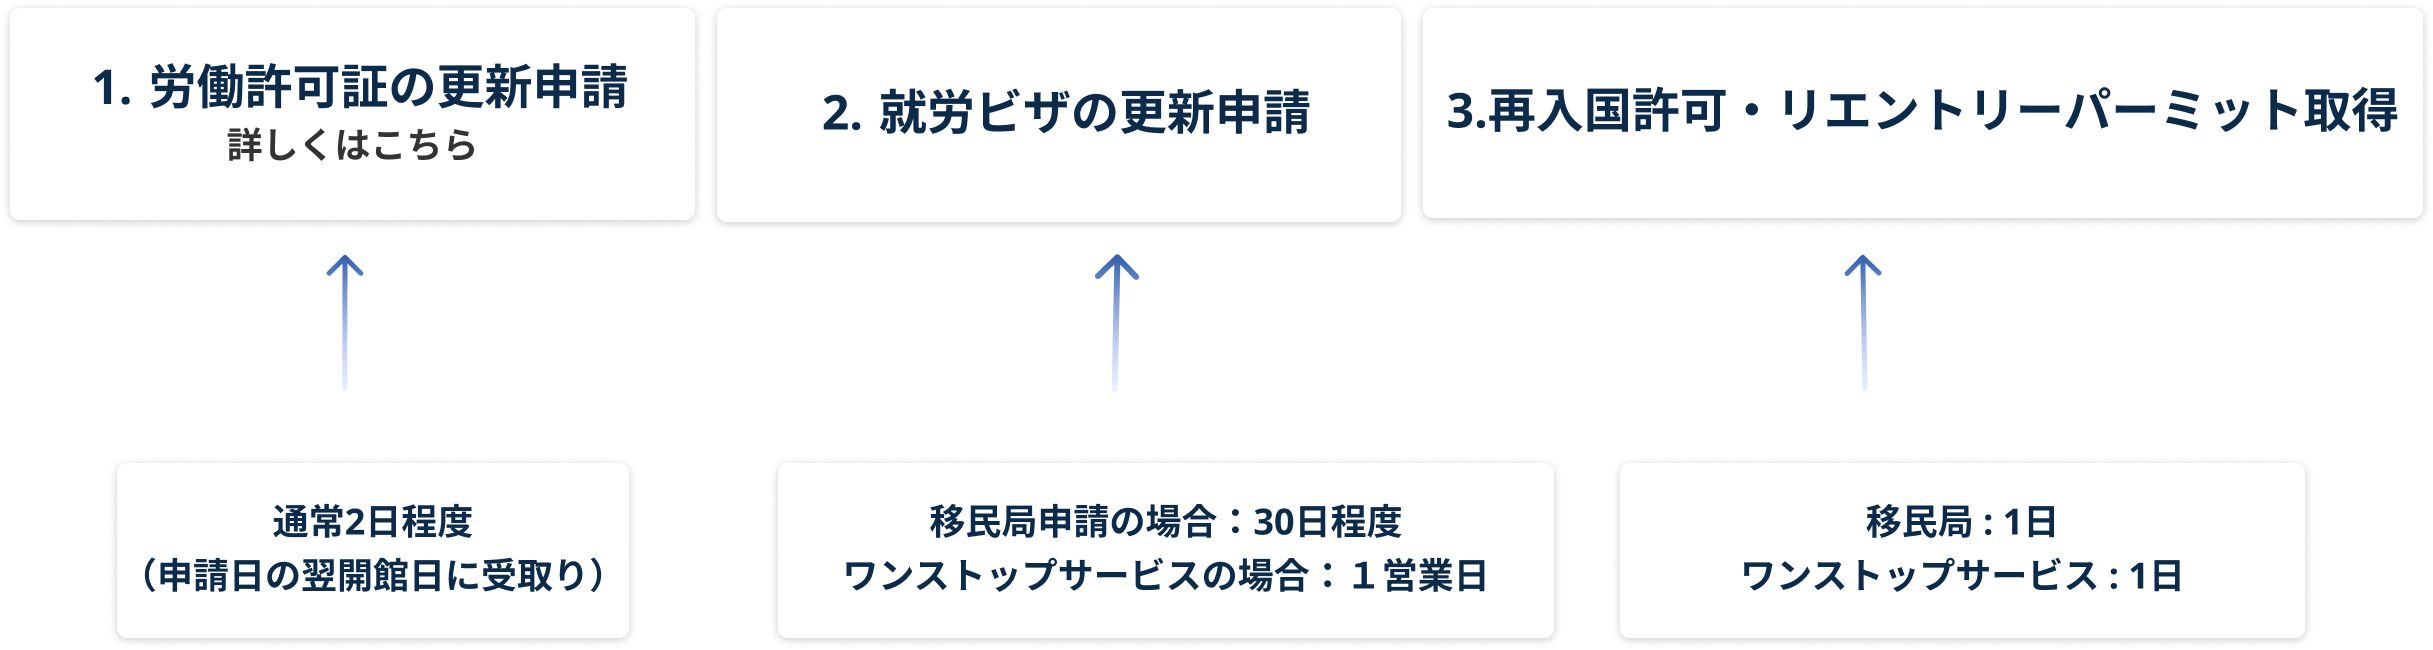 1. 労働許可証の更新申請
詳しくはこちら
2. 就労ビザの更新申請
3.再入国許可・リエントリーパーミット取得
通常2日程度
（申請日の翌開館日に受取り）
移民局申請の場合：30日程度
ワンストップサービスの場合：１営業日
移民局 : 1日
ワンストップサービス : 1日